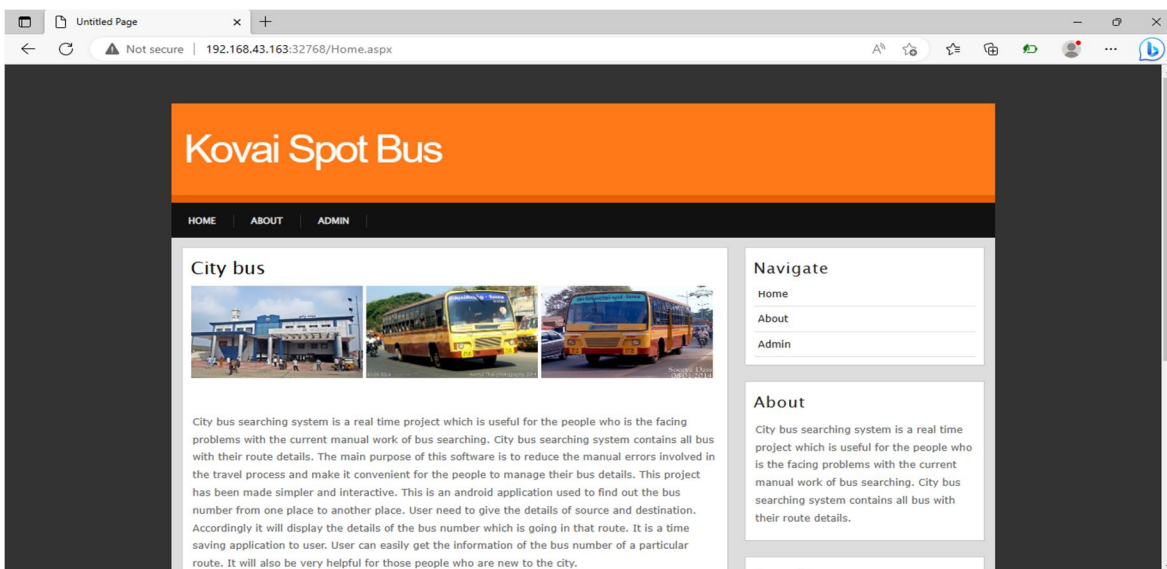 Untitled Page
Not secure | 192.168.43.163:32768/Home.aspx
Kovai Spot Bus
HOME ABOUT ADMIN
City bus
City bus searching system is a real time project which is useful for the people who is the facing
problems with the current manual work of bus searching. City bus searching system contains all bus
with their route details. The main purpose of this software is to reduce the manual errors involved in
the travel process and make it convenient for the people to manage their bus details. This project
has been made simpler and interactive. This is an android application used to find out the bus
number from one place to another place. User need to give the details of source and destination.
Accordingly it will display the details of the bus number which is going in that route. It is a time
saving application to user. User can easily get the information of the bus number of a particular
route. It will also be very helpful for those people who are new to the city.
Navigate
Home
About
Admin
About
City bus searching system is a real time
project which is useful for the people who
is the facing problems with the current
manual work of bus searching. City bus
searching system contains all bus with
their route details.